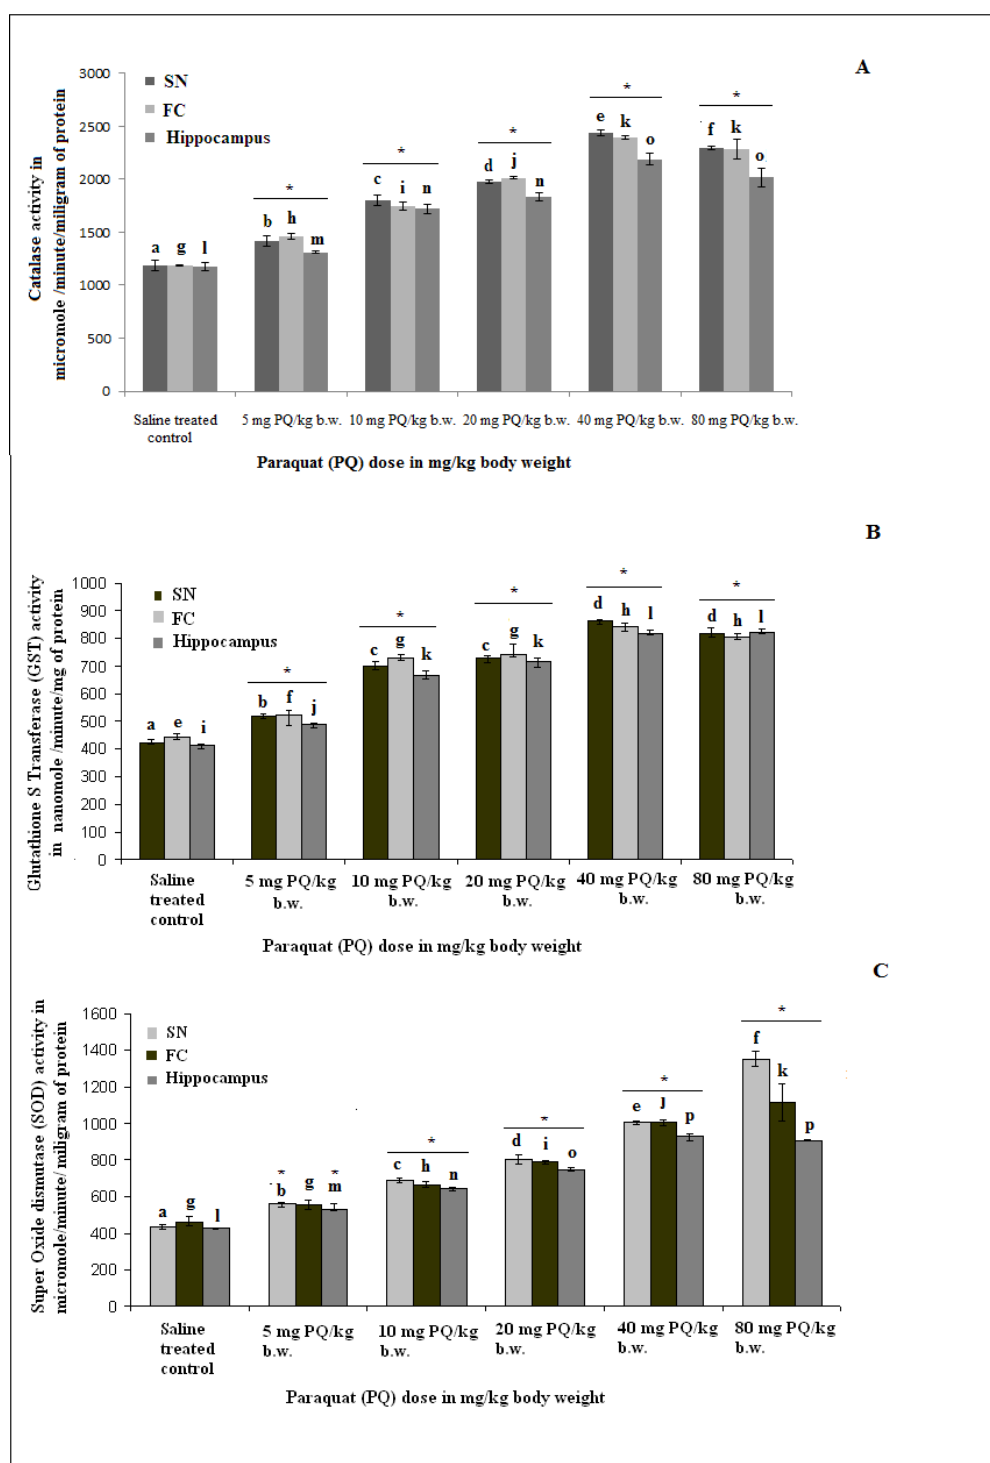 A
Catalase activity in
micromole /minute/miligram of protein
3000
2500
2000
1500
1000
500
0
SN
FC
Hippocampus
*
*
*
*
*
a g l
b h m
c i n
d j n
e k o
f k o
Saline treated
control
5 mg PQ/kg b.w.
10 mg PQ/kg b.w.
20 mg PQ/kg b.w.
40 mg PQ/kg b.w.
80 mg PQ/kg b.w.
Paraquat (PQ) dose in mg/kg body weight
B
Glutathione S Transferase (GST) activity
in nanomole /minute/mg of protein
1000
900
800
700
600
500
400
300
200
100
0
SN
FC
Hippocampus
*
*
*
*
*
a e i
b f j
c g k
c g k
d h l
d h l
Saline
treated
control
5 mg PQ/kg
b.w.
10 mg PQ/kg
b.w.
20 mg PQ/kg
b.w.
40 mg PQ/kg
b.w.
80 mg PQ/kg
b.w.
Paraquat (PQ) dose in mg/kg body weight
C
Super Oxide dismutase (SOD) activity in
micromole/minute/ miligram of protein
1600
1400
1200
1000
800
600
400
200
0
SN
FC
Hippocampus
* *
*
*
*
*
a g l
b g m
c h n
d i o
e J p
f k p
Saline
treated
control
5 mg PQ/kg
b.w.
10 mg PQ/kg
b.w.
20 mg PQ/kg
b.w.
40 mg PQ/kg
b.w.
80 mg PQ/kg
b.w.
Paraquat (PQ) dose in mg/kg body weight